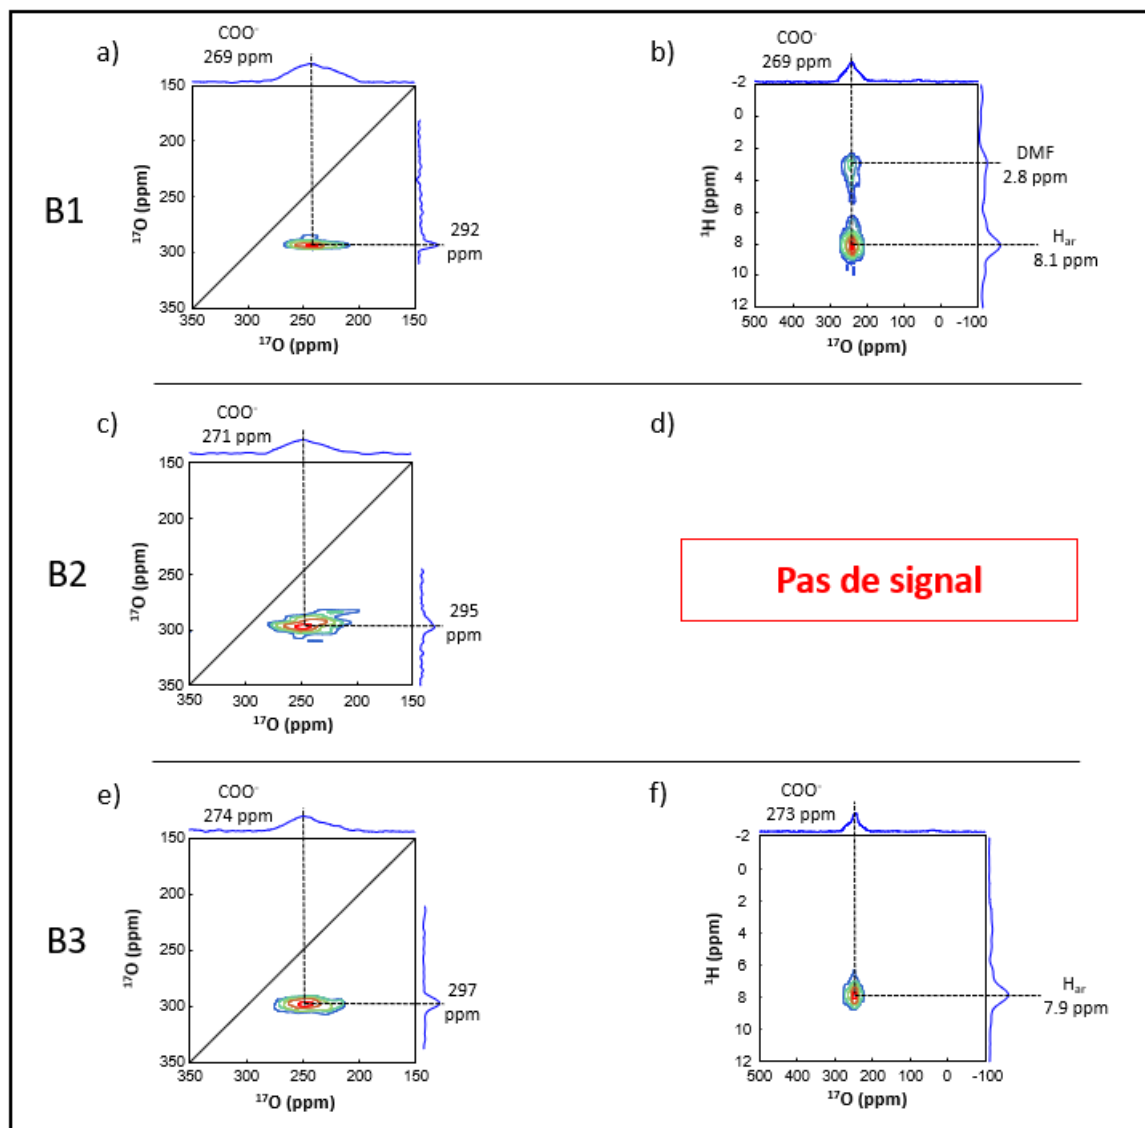 a)
COO⁻
269 ppm
150
200
250
300
350
¹⁷O (ppm)
292
ppm
350
300
250
200
150
¹⁷O (ppm)
B1
b)
COO⁻
269 ppm
-2
0
2
4
6
8
10
12
¹H (ppm)
DMF
2.8 ppm
Hₐᵣ
8.1 ppm
500 400 300 200 100 0 -100
¹⁷O (ppm)
c)
COO⁻
271 ppm
150
200
250
300
350
¹⁷O (ppm)
295
ppm
350
300
250
200
150
¹⁷O (ppm)
B2
d)
Pas de signal
e)
COO⁻
274 ppm
150
200
250
300
350
¹⁷O (ppm)
297
ppm
350
300
250
200
150
¹⁷O (ppm)
B3
f)
COO⁻
273 ppm
-2
0
2
4
6
8
10
12
¹H (ppm)
Hₐᵣ
7.9 ppm
500 400 300 200 100 0 -100
¹⁷O (ppm)